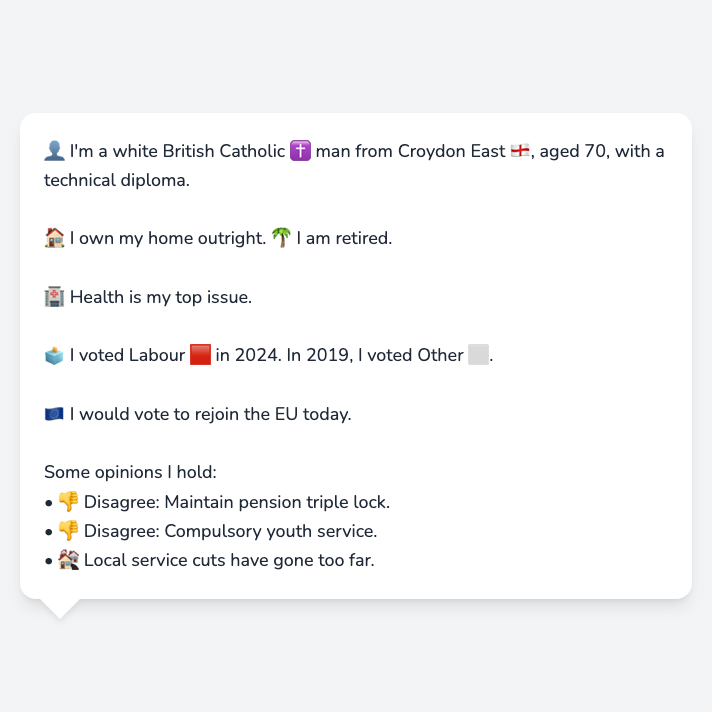 👤 I'm a white British Catholic ✝️ man from Croydon East 🏴󠁧󠁢󠁥󠁮󠁧󠁿, aged 70, with a
technical diploma.
🏠 I own my home outright. 🌴 I am retired.
🏥 Health is my top issue.
🗳️ I voted Labour 🟥 in 2024. In 2019, I voted Other ⬜.
🇪🇺 I would vote to rejoin the EU today.
Some opinions I hold:
• 👎 Disagree: Maintain pension triple lock.
• 👎 Disagree: Compulsory youth service.
• 🏚️ Local service cuts have gone too far.